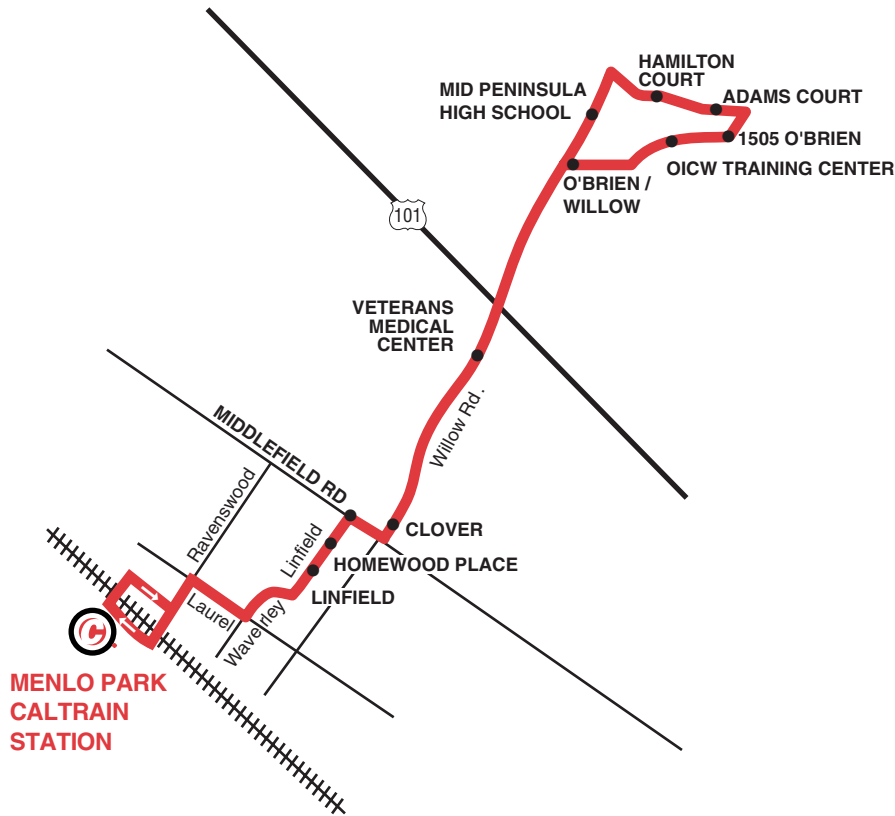 HAMILTON
COURT
MID PENINSULA
HIGH SCHOOL
ADAMS COURT
1505 O'BRIEN
OICW TRAINING CENTER
O'BRIEN /
WILLOW
101
VETERANS
MEDICAL
CENTER
Willow Rd.
MIDDLEFIELD RD
Ravenswood
Linfield
CLOVER
HOMEWOOD PLACE
LINFIELD
Laurel
Waverley
C
MENLO PARK
CALTRAIN
STATION